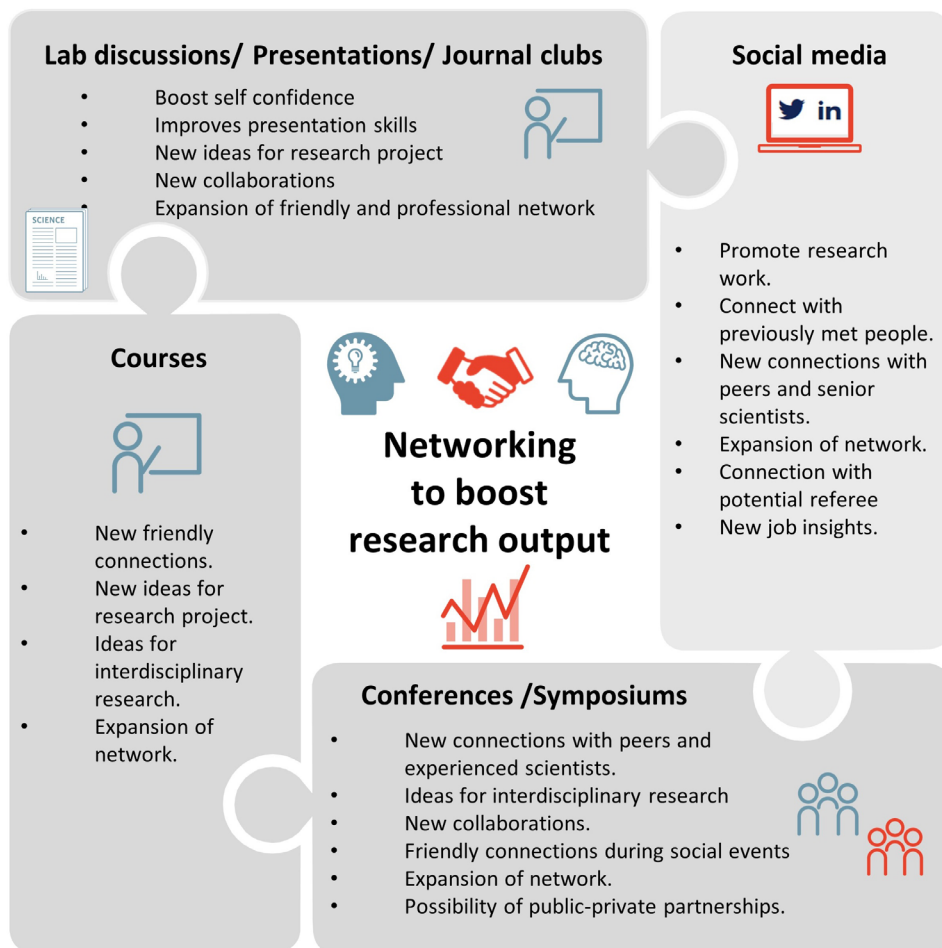 Lab discussions/ Presentations/ Journal clubs
• Boost self confidence
• Improves presentation skills
• New ideas for research project
• New collaborations
• Expansion of friendly and professional network
SCIENCE
Social media
in
• Promote research
work.
• Connect with
previously met people.
• New connections with
peers and senior
scientists.
• Expansion of network.
• Connection with
potential referee
• New job insights.
Courses
• New friendly
connections.
• New ideas for
research project.
• Ideas for
interdisciplinary
research.
• Expansion of
network.
Networking
to boost
research output
Conferences /Symposiums
• New connections with peers and
experienced scientists.
• Ideas for interdisciplinary research
• New collaborations.
• Friendly connections during social events
• Expansion of network.
• Possibility of public-private partnerships.